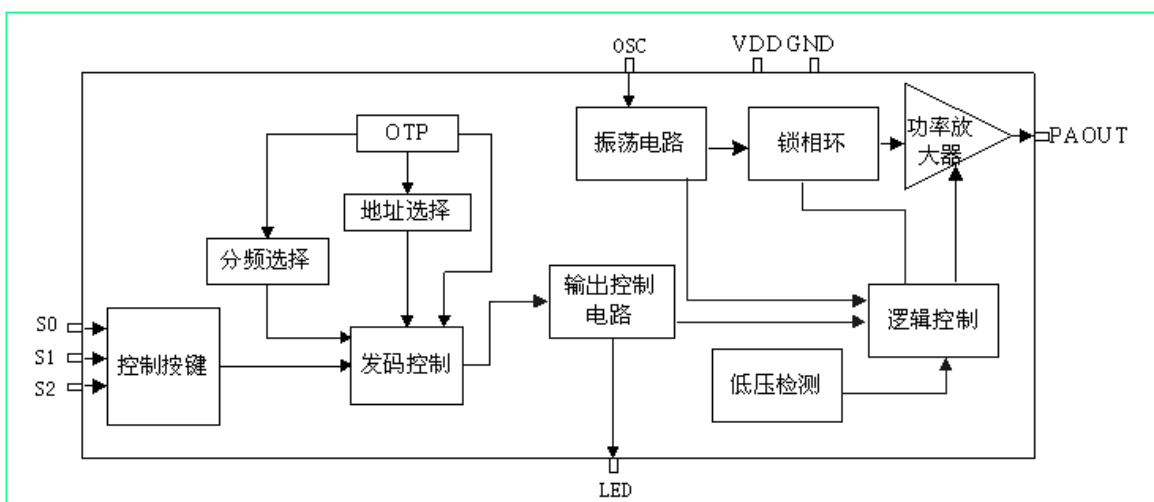 OSC
VDD GND
OTP
振荡电路
锁相环
功率放
大器
PAOUT
地址选择
分频选择
输出控制
电路
逻辑控制
S0
S1
S2
控制按键
发码控制
低压检测
LED